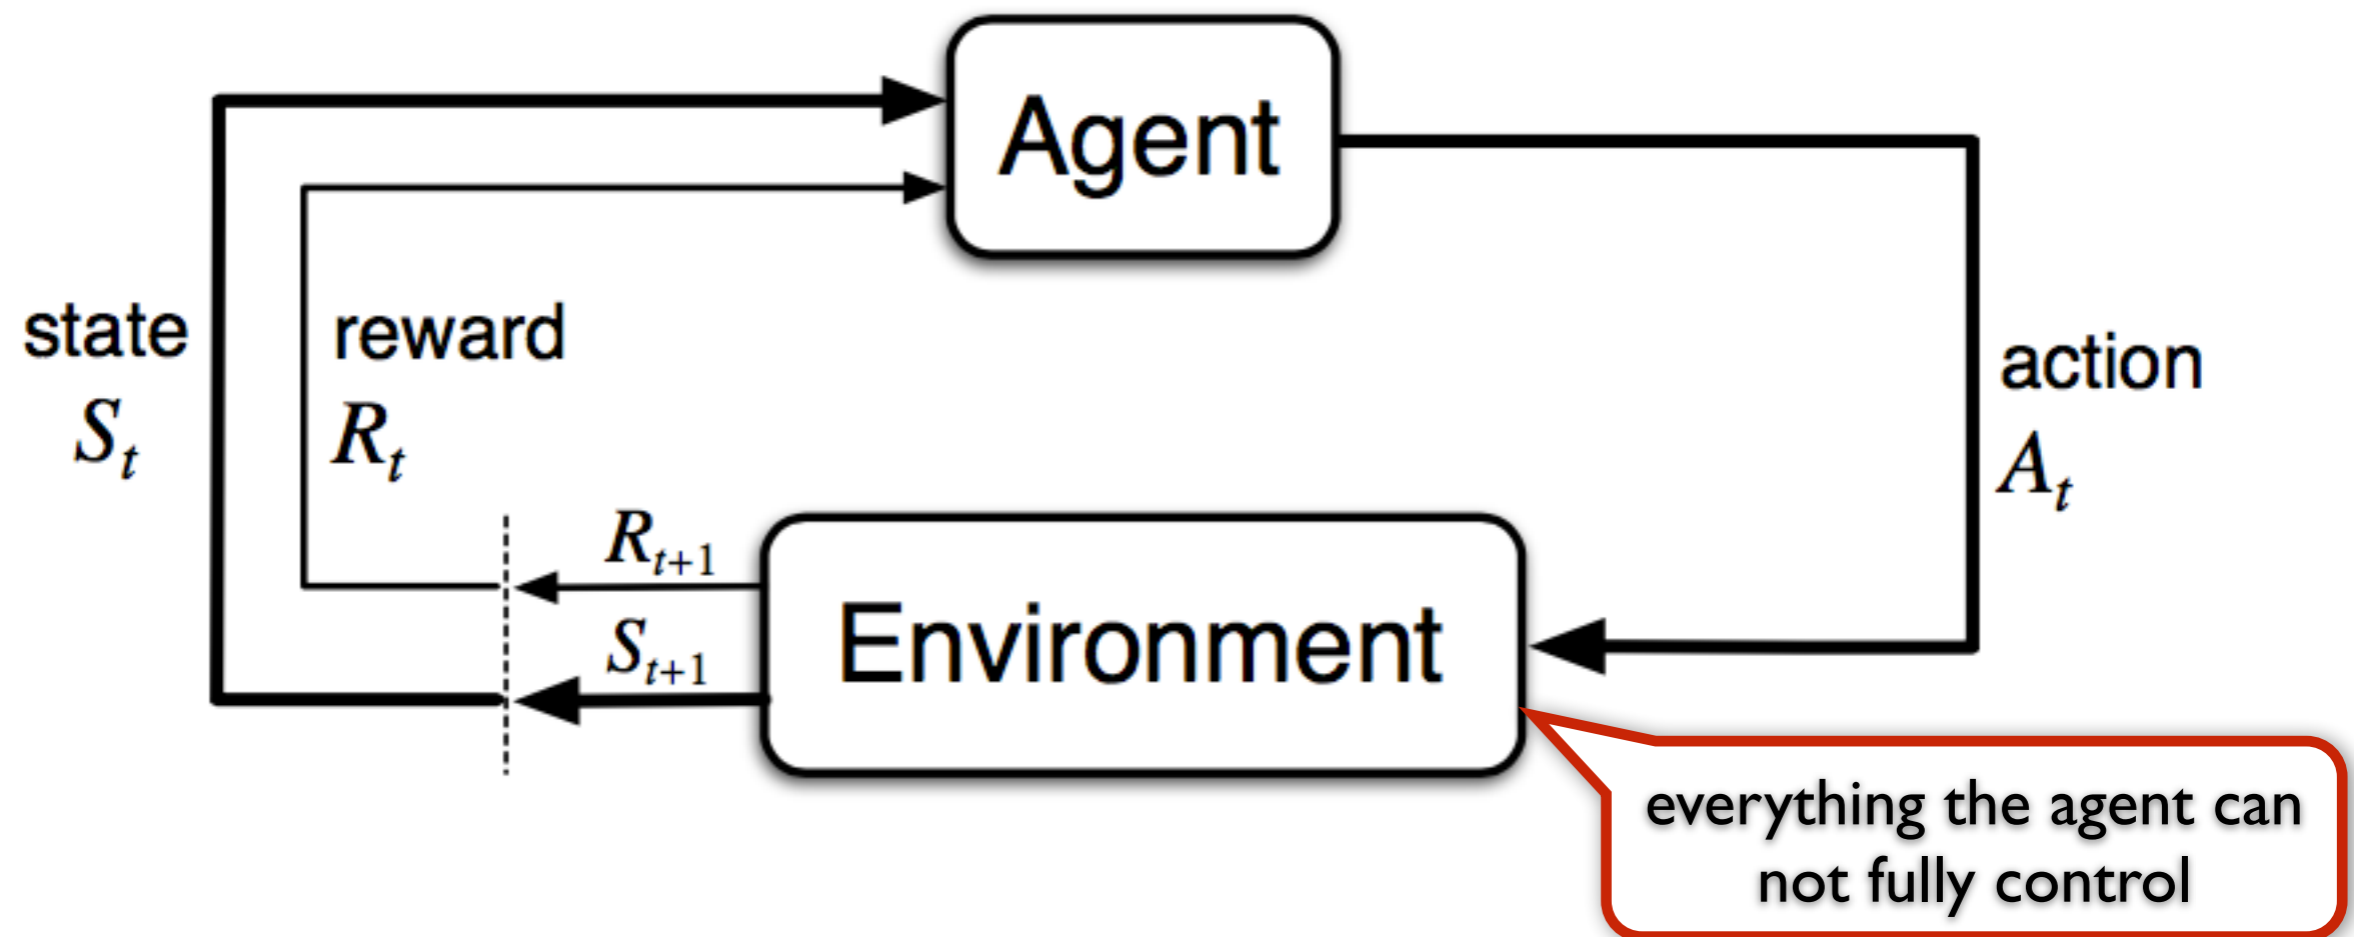 Agent
state
S_t
reward
R_t
action
A_t
R_{t+1}
S_{t+1}
Environment
everything the agent can
not fully control